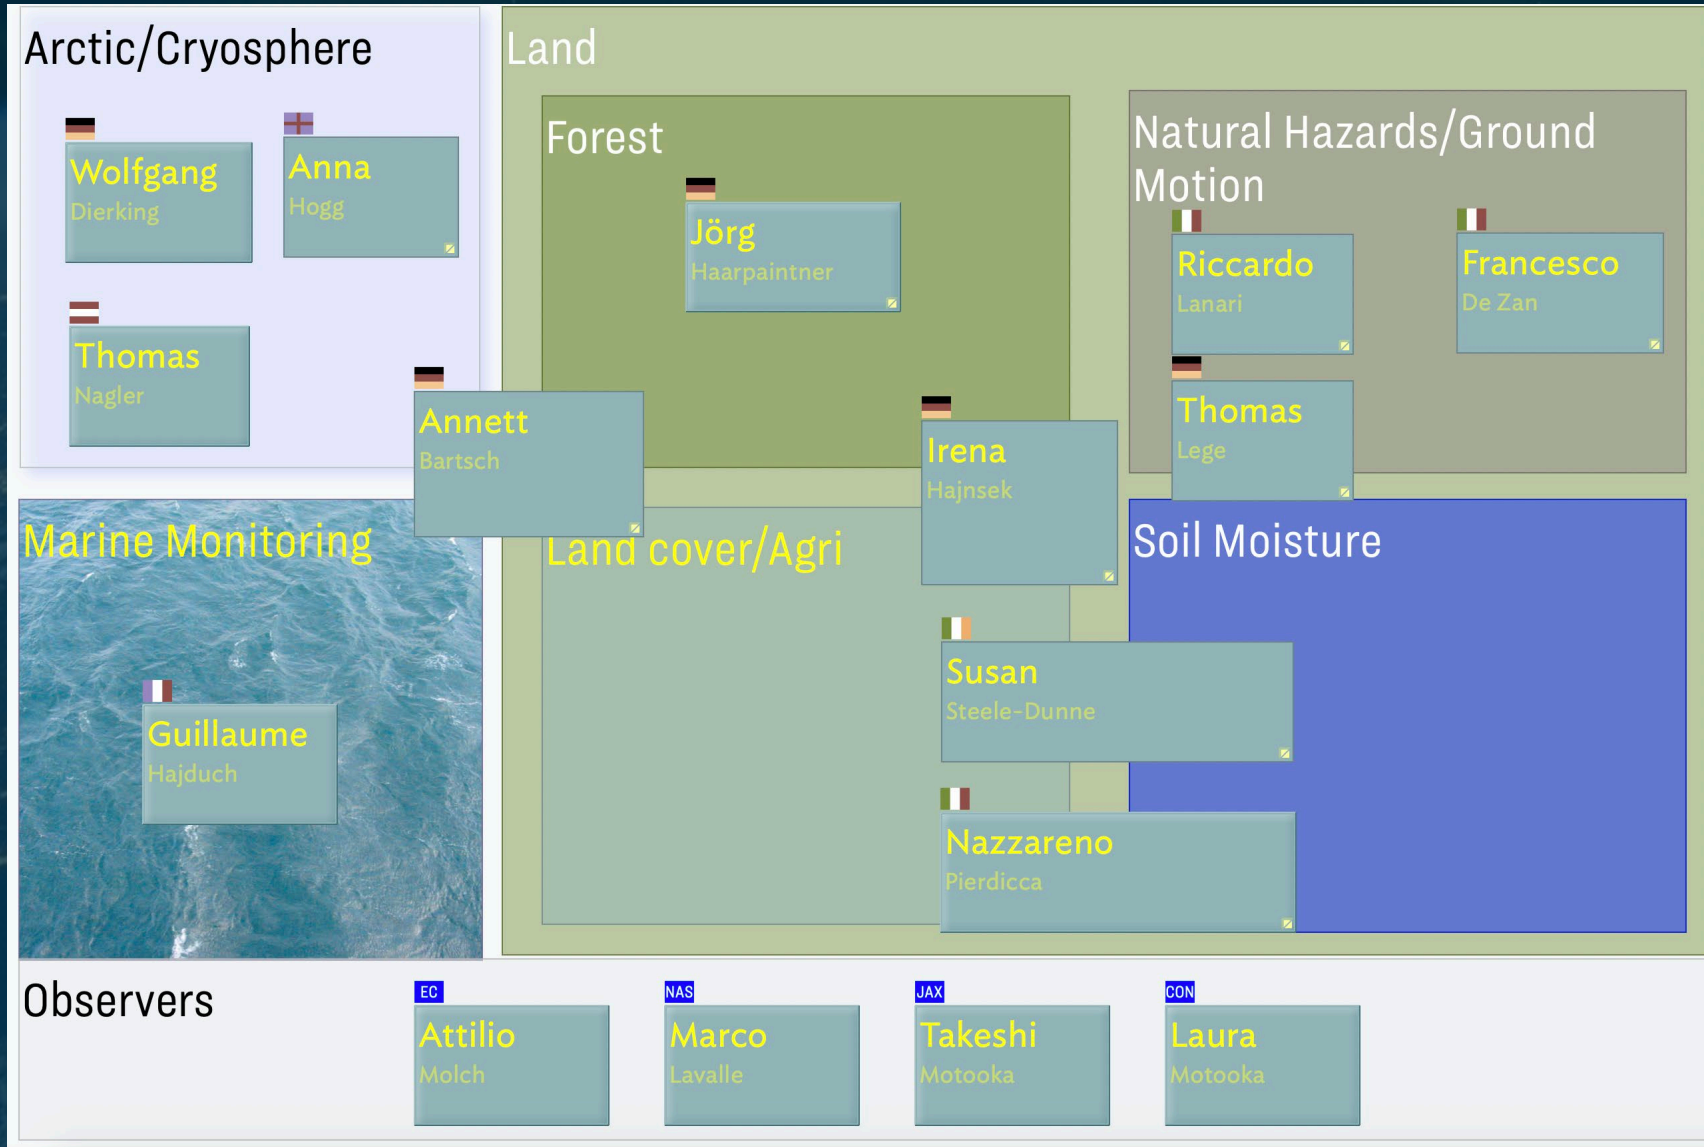 Arctic/Cryosphere
Wolfgang
Dierking
Anna
Hogg
Thomas
Nagler
Annett
Bartsch
Land
Forest
Jörg
Haarpaintner
Irena
Hajnsek
Natural Hazards/Ground
Motion
Riccardo
Lanari
Francesco
De Zan
Thomas
Lege
Marine Monitoring
Guillaume
Hajduch
Land cover/Agri
Soil Moisture
Susan
Steele-Dunne
Nazzareno
Pierdicca
Observers
EC
Attilio
Molch
NAS
Marco
Lavalle
JAX
Takeshi
Motooka
CON
Laura
Motooka